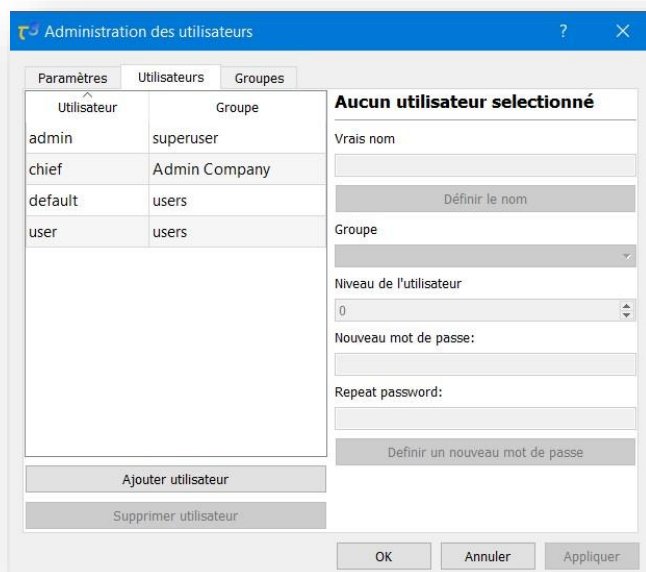 Administration des utilisateurs
?
Paramètres Utilisateurs Groupes
Utilisateur Groupe
admin superuser
chief Admin Company
default users
user users
Ajouter utilisateur
Supprimer utilisateur
Aucun utilisateur selectionné
Vrais nom
Définir le nom
Groupe
Niveau de l'utilisateur
0
Nouveau mot de passe:
Repeat password:
Definir un nouveau mot de passe
OK Annuler Appliquer